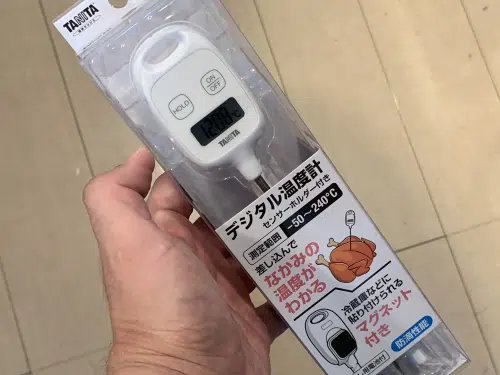 TANITA
HOLD
ON
OFF
120.8℃
TANITA
デジタル温度計
センサーホルダー付き
測定範囲 -50~240℃
差し込んで
なかみの
温度が
わかる
冷蔵庫などに
貼り付けられる
マグネット
付き
防滴性能